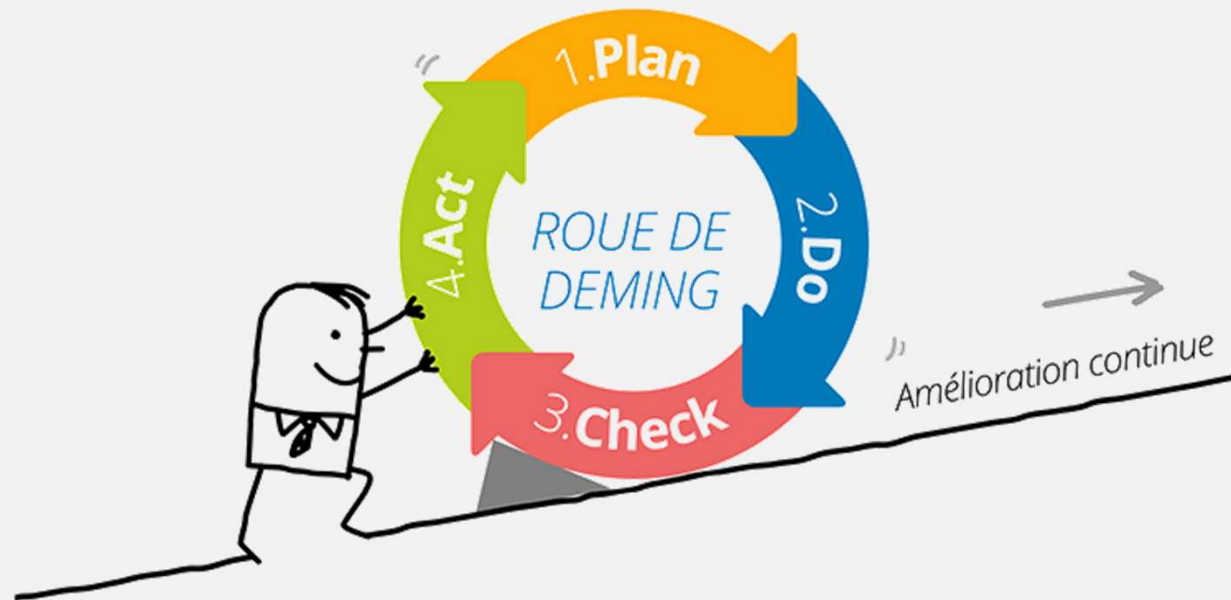 1.Plan
2.Do
3.Check
4.Act
ROUE DE
DEMING
Amélioration continue